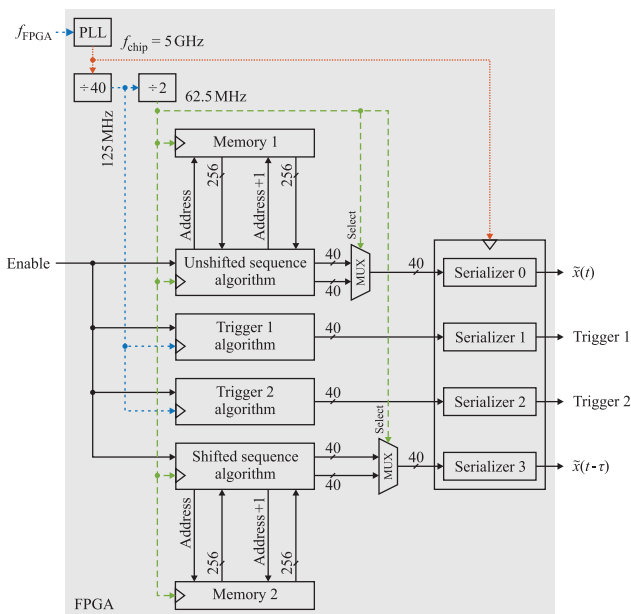 f_FPGA
PLL
f_chip = 5 GHz
÷40
÷2
62.5 MHz
125 MHz
Memory 1
Address
256
Address+1
256
Select
Enable
Unshifted sequence
algorithm
40
40
MUX
40
Serializer 0
x̃(t)
Trigger 1
algorithm
40
Serializer 1
Trigger 1
Trigger 2
algorithm
40
Serializer 2
Trigger 2
Select
Shifted sequence
algorithm
40
40
MUX
40
Serializer 3
x̃(t-τ)
Address
256
Address+1
256
Memory 2
FPGA